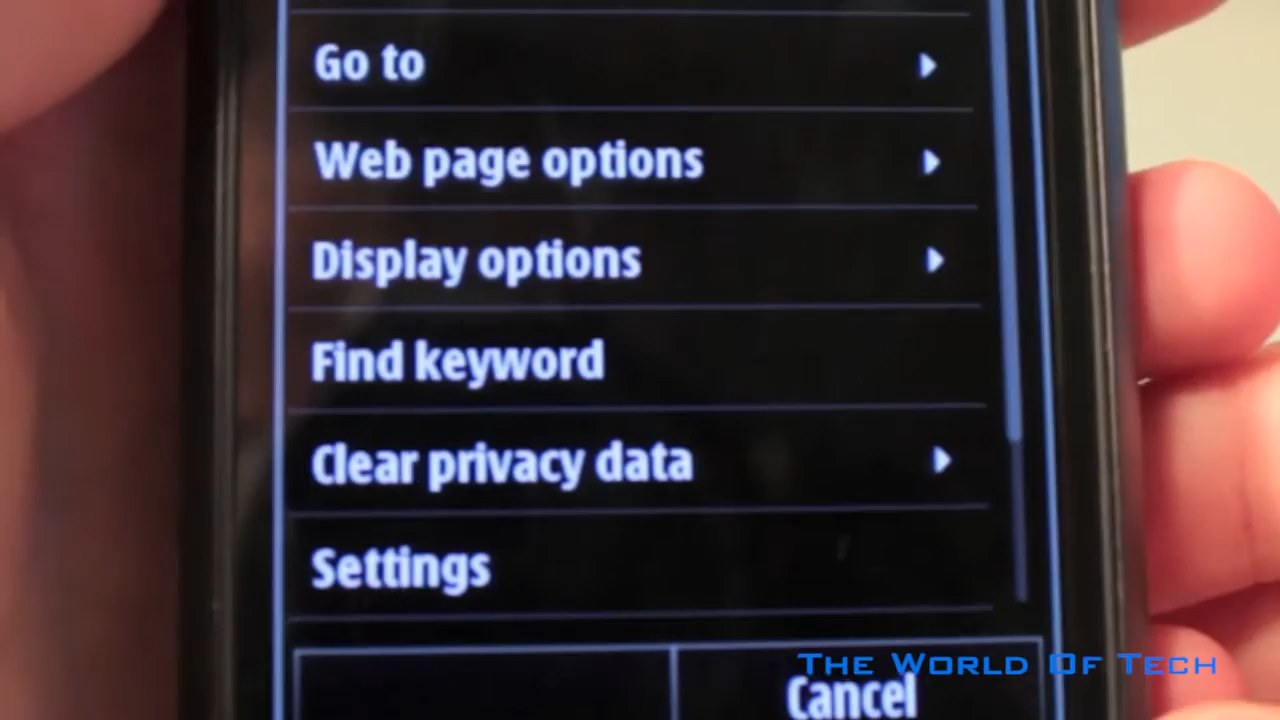 Go to
Web page options
Display options
Find keyword
Clear privacy data
Settings
Cancel
The World Of Tech